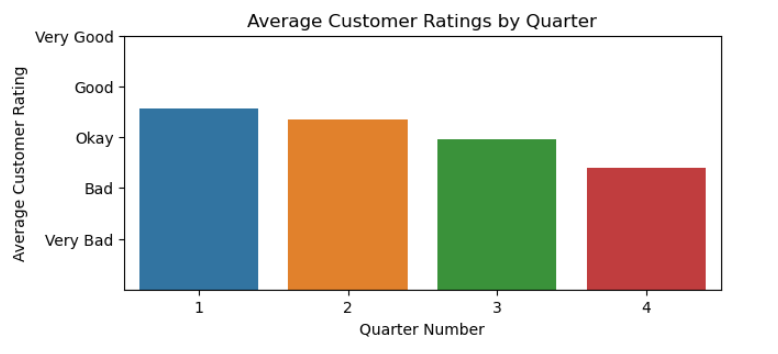 Average Customer Ratings by Quarter
Very Good
Good
Okay
Bad
Very Bad
Average Customer Rating
1 2 3 4
Quarter Number